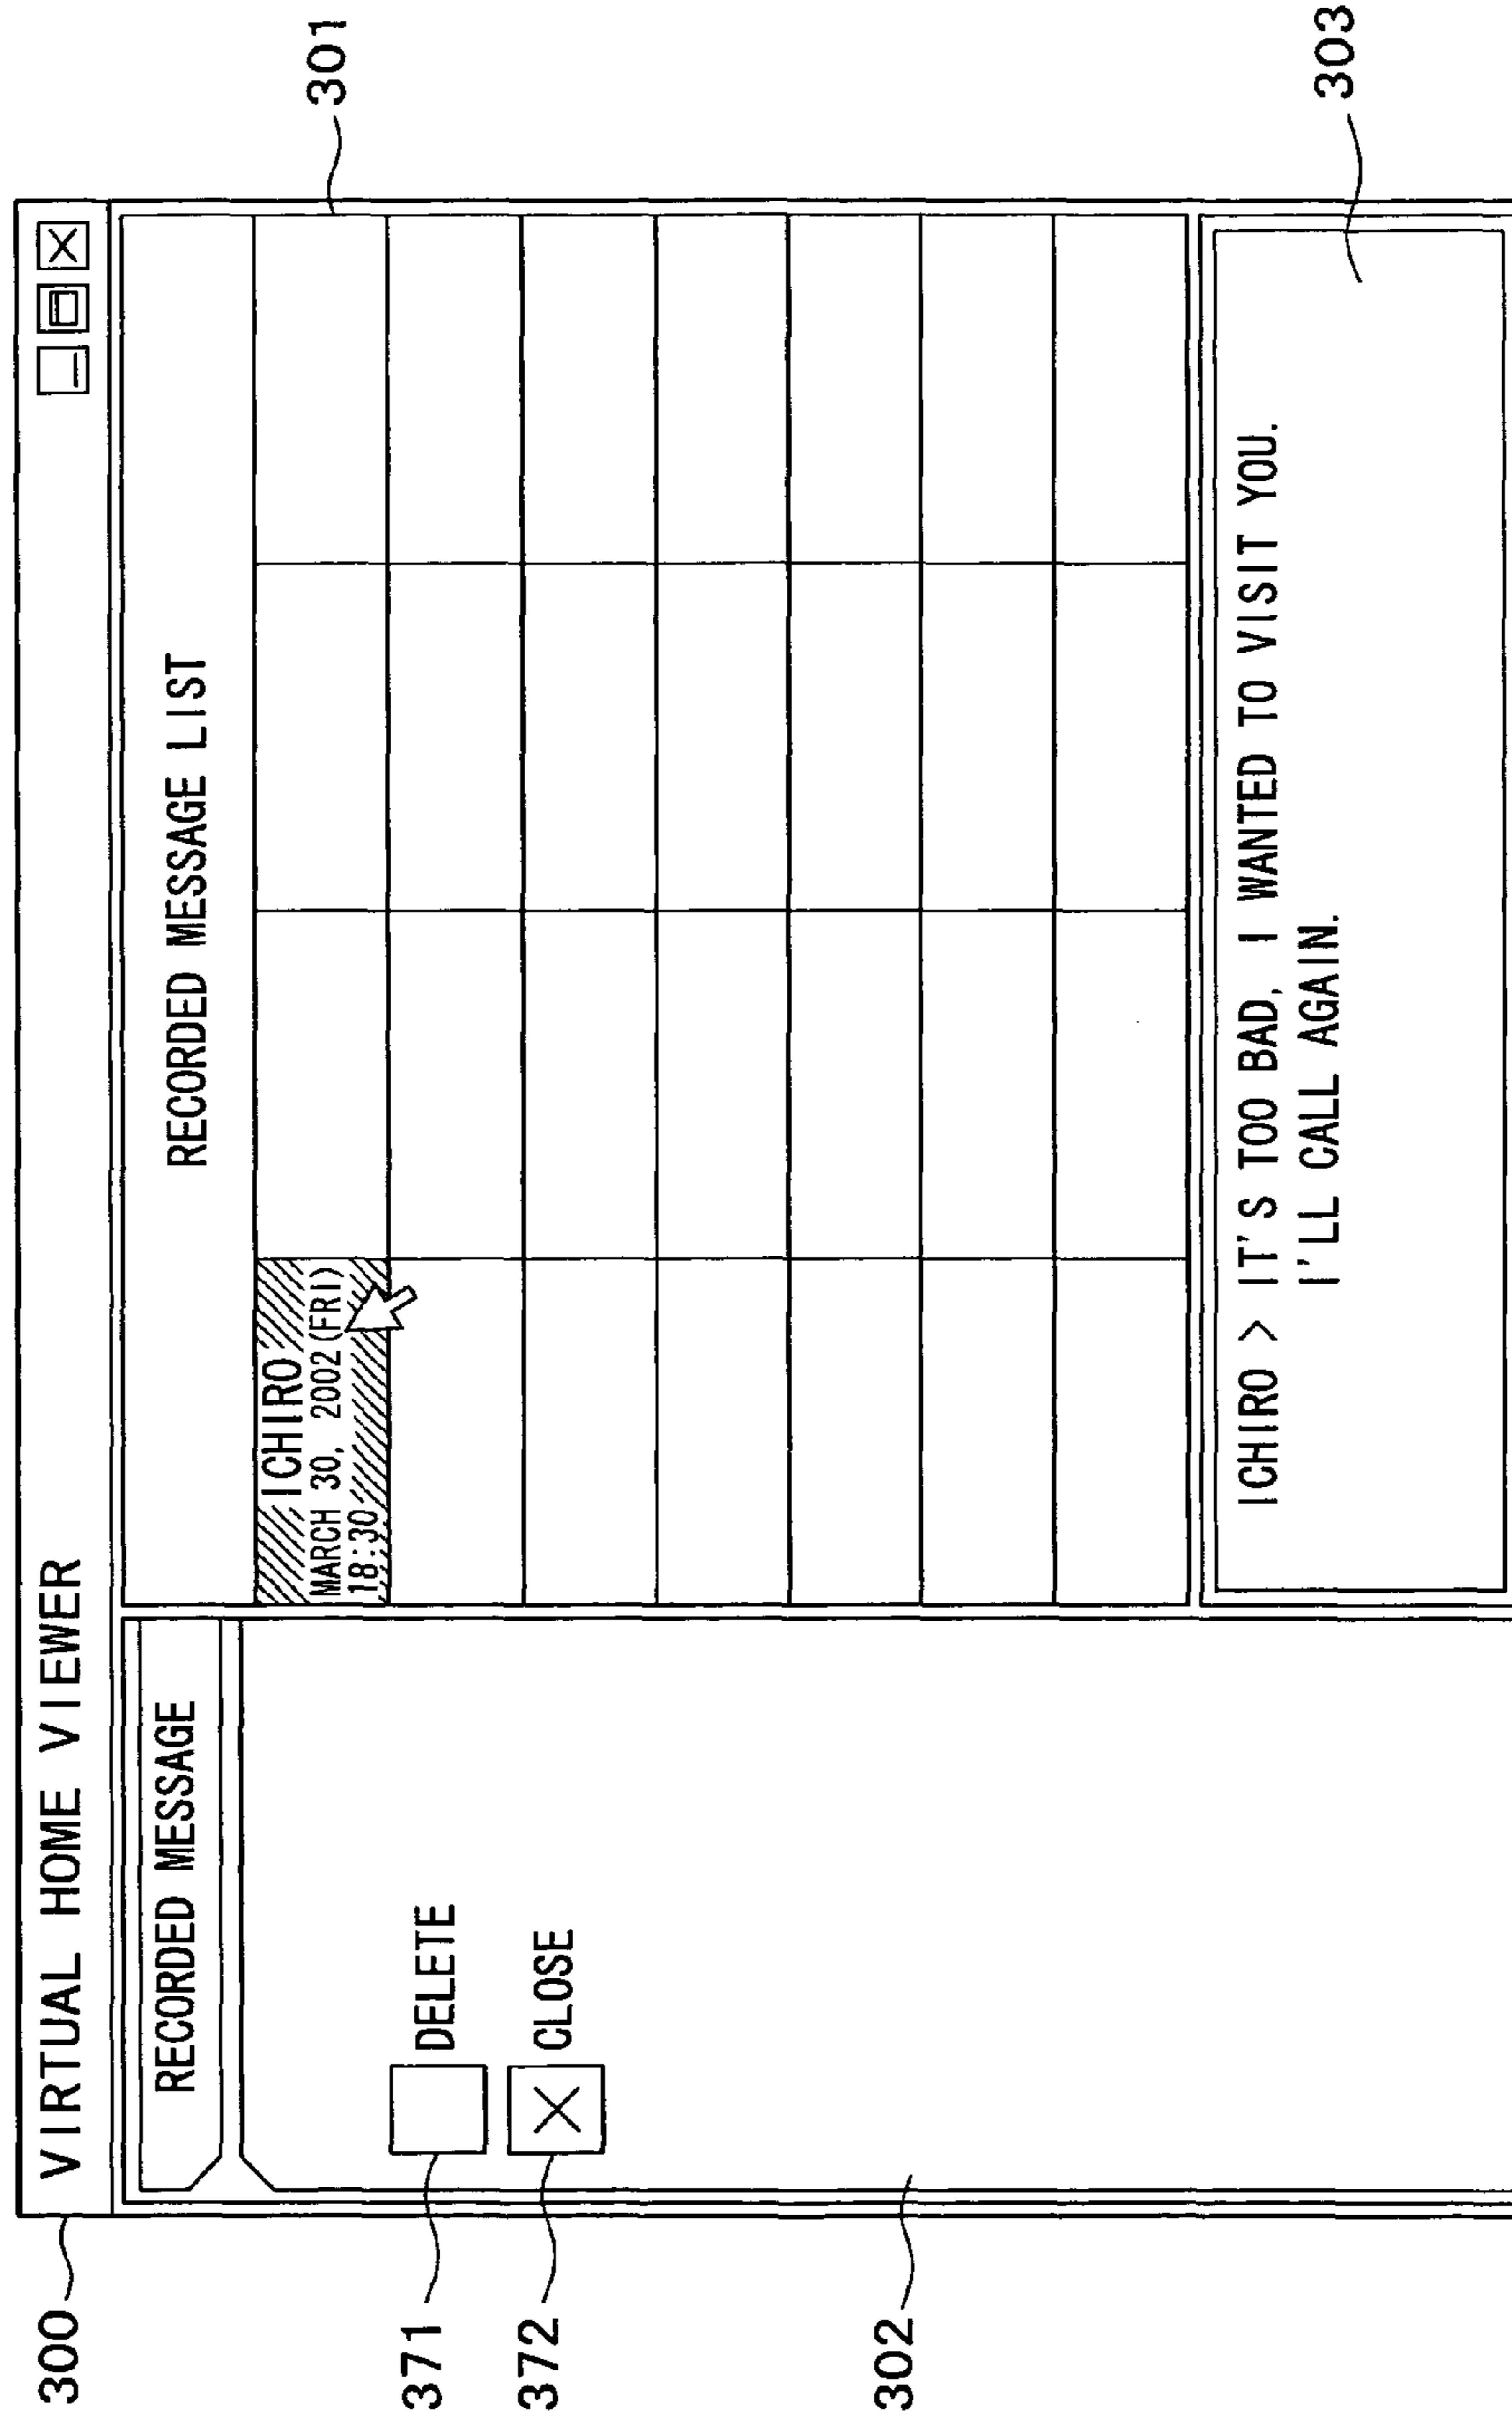 300
VIRTUAL HOME VIEWER
RECORDED MESSAGE
371
DELETE
372
CLOSE
302
RECORDED MESSAGE LIST
301
ICHIRO
MARCH 30, 2002(FRI)
18:30
ICHIRO > IT'S TOO BAD, I WANTED TO VISIT YOU.
I'LL CALL AGAIN.
303